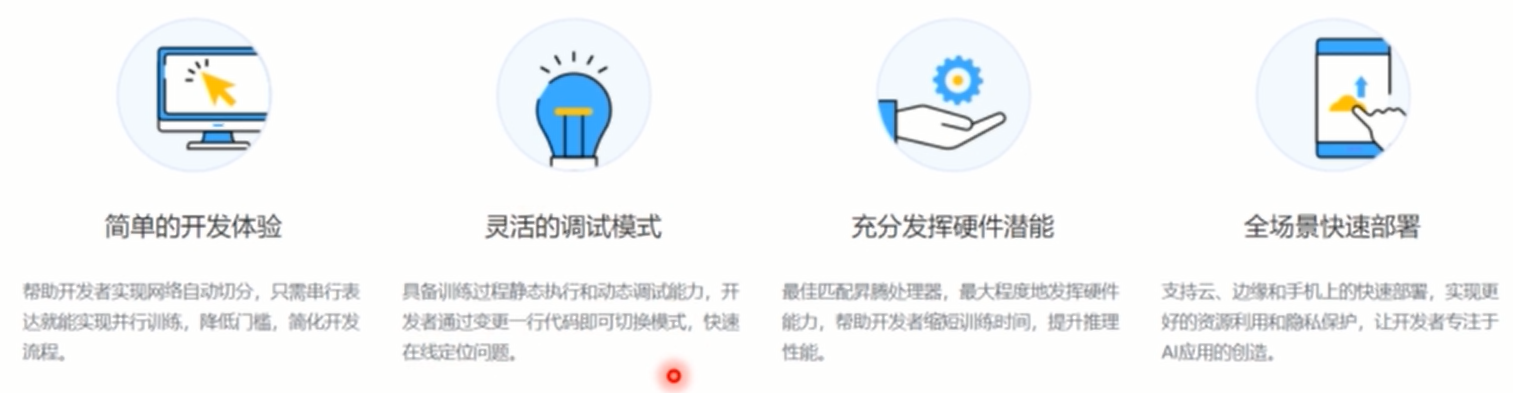 简单的开发体验
帮助开发者实现网络自动切分，只需串行表
达就能实现并行训练，降低门槛，简化开发
流程。
灵活的调试模式
具备训练过程静态执行和动态调试能力，开
发者通过变更一行代码即可切换模式，快速
在线定位问题。
充分发挥硬件潜能
最佳匹配昇腾处理器，最大程度地发挥硬件
能力，帮助开发者缩短训练时间，提升推理
性能。
全场景快速部署
支持云、边缘和手机上的快速部署，实现更
好的资源利用和隐私保护，让开发者专注于
AI应用的创造。